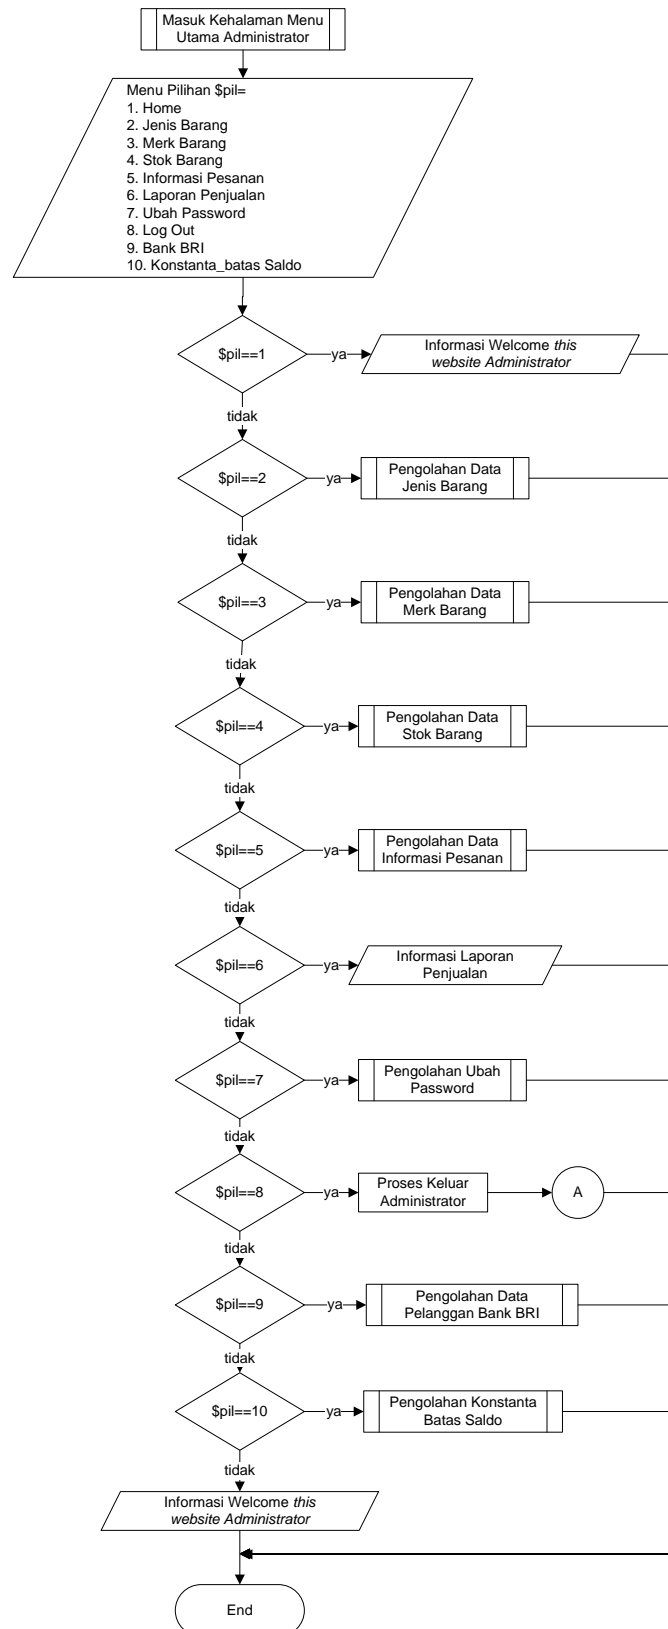 Masuk Kehalaman Menu
Utama Administrator
Menu Pilihan $pil=
1. Home
2. Jenis Barang
3. Merk Barang
4. Stok Barang
5. Informasi Pesanan
6. Laporan Penjualan
7. Ubah Password
8. Log Out
9. Bank BRI
10. Konstanta_batas Saldo
$pil==1
ya
Informasi Welcome this
website Administrator
tidak
$pil==2
ya
Pengolahan Data
Jenis Barang
tidak
$pil==3
ya
Pengolahan Data
Merk Barang
tidak
$pil==4
ya
Pengolahan Data
Stok Barang
tidak
$pil==5
ya
Pengolahan Data
Informasi Pesanan
tidak
$pil==6
ya
Informasi Laporan
Penjualan
tidak
$pil==7
ya
Pengolahan Ubah
Password
tidak
$pil==8
ya
Proses Keluar
Administrator
A
tidak
$pil==9
ya
Pengolahan Data
Pelanggan Bank BRI
tidak
$pil==10
ya
Pengolahan Konstanta
Batas Saldo
tidak
Informasi Welcome this
website Administrator
End